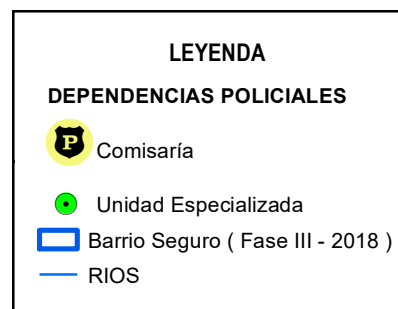 LEYENDA
DEPENDENCIAS POLICIALES
P
Comisaría
Unidad Especializada
Barrio Seguro ( Fase III - 2018 )
RIOS